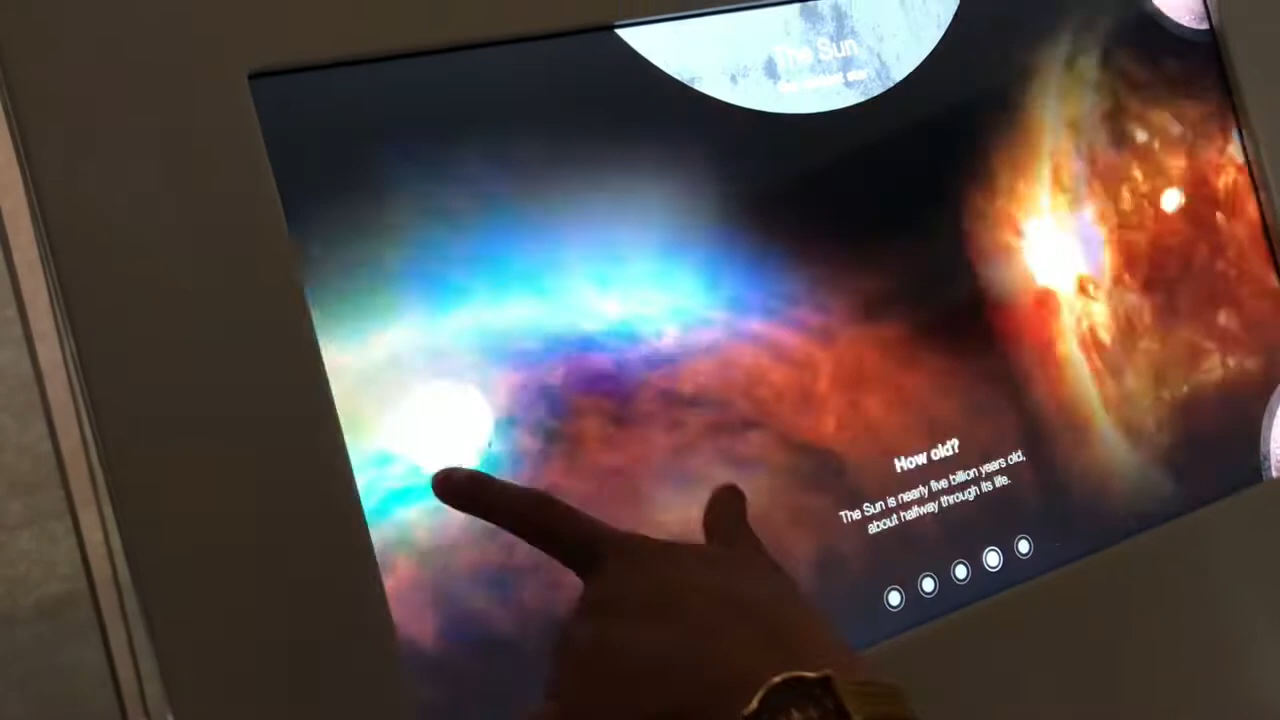 The Sun
How old?
The Sun is nearly five billion years old,
about halfway through its life.